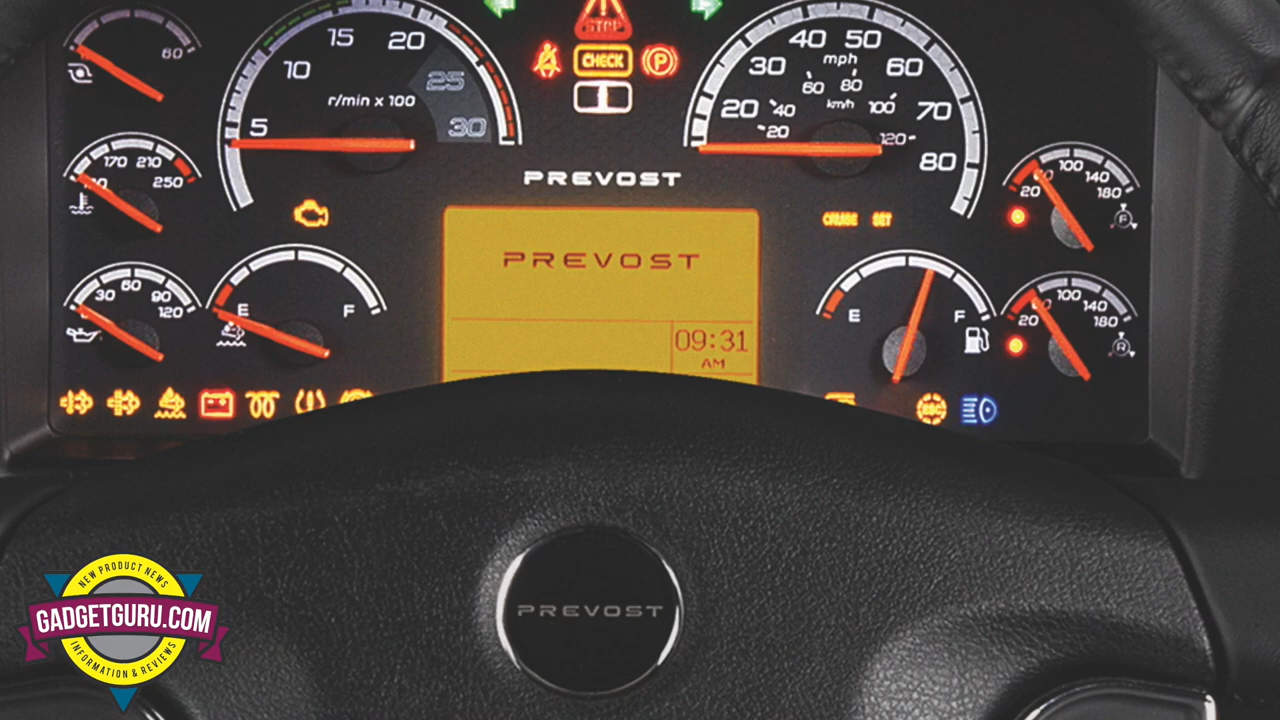 60
15 20
10 25
r/min x 100
5 30
STOP
CHECK
P
40 50
mph
30 60 80 60
km/h 100
20 40 70
20 120
80
PREVOST
170 210
250
100
140
20 180
F
CRUISE SET
PREVOST
09:31
AM
30 60 90
120
E F
E F
100
140
20 180
R
ESC
PREVOST
NEW PRODUCT NEWS
GADGETGURU.COM
INFORMATION & REVIEWS